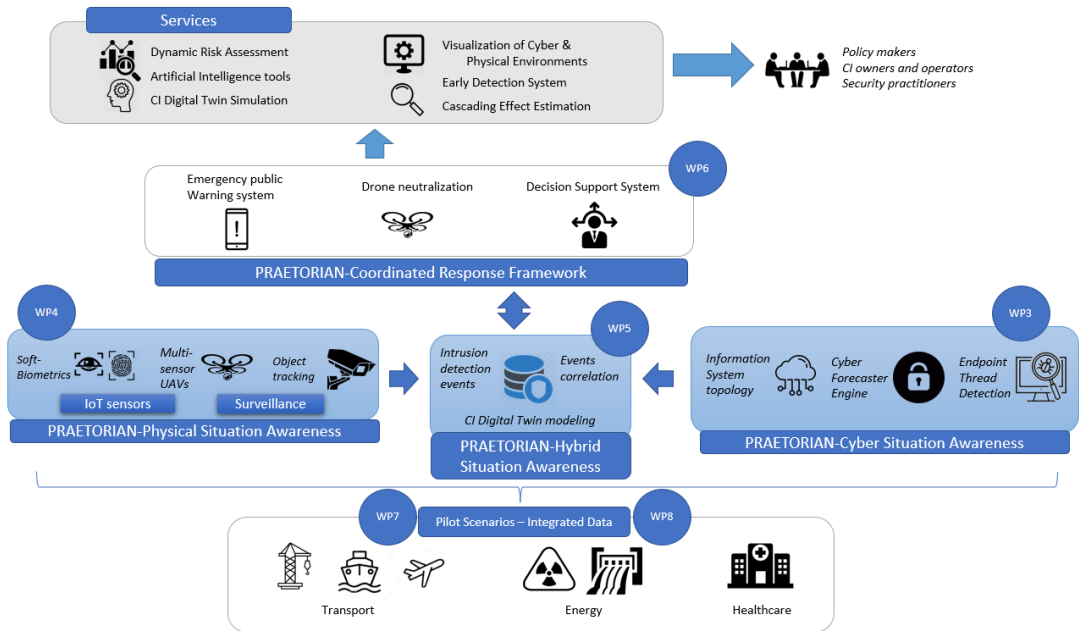 Services
Dynamic Risk Assessment
Artificial Intelligence tools
CI Digital Twin Simulation
Visualization of Cyber &
Physical Environments
Early Detection System
Cascading Effect Estimation
Policy makers
CI owners and operators
Security practitioners
WP6
Emergency public
Warning system
Drone neutralization
Decision Support System
!
PRAETORIAN-Coordinated Response Framework
WP4
Soft-
Biometrics
Multi-
sensor
UAVs
Object
tracking
IoT sensors
Surveillance
PRAETORIAN-Physical Situation Awareness
WP5
Intrusion
detection
events
Events
correlation
CI Digital Twin modeling
PRAETORIAN-Hybrid
Situation Awareness
WP3
Information
System
topology
Cyber
Forecaster
Engine
Endpoint
Thread
Detection
PRAETORIAN-Cyber Situation Awareness
WP7
Pilot Scenarios – Integrated Data
WP8
Transport
Energy
Healthcare